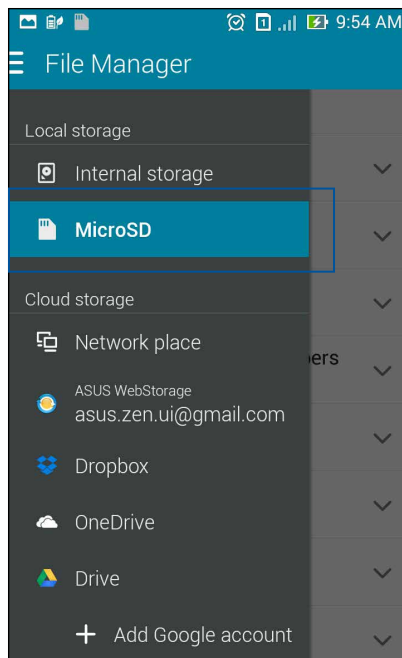 1 9:54 AM
File Manager
Local storage
Internal storage
MicroSD
Cloud storage
Network place
ers
ASUS WebStorage
asus.zen.ui@gmail.com
Dropbox
OneDrive
Drive
+ Add Google account